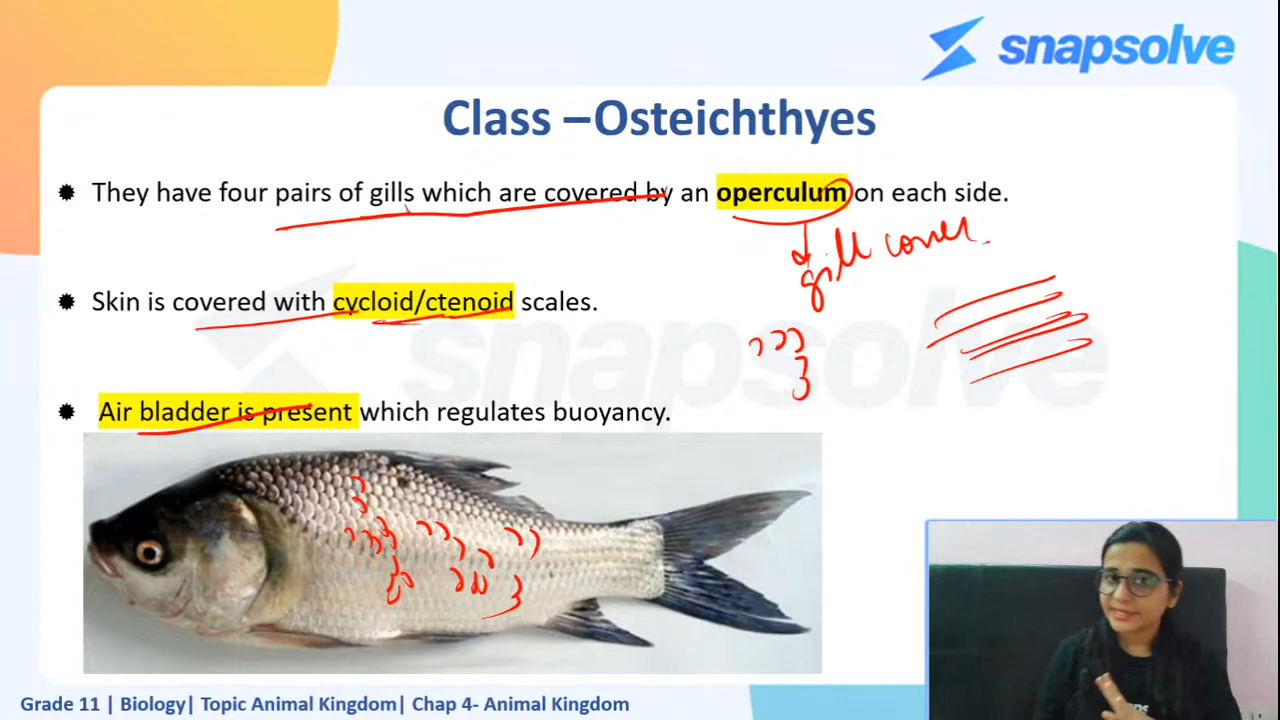 snapsolve
Class –Osteichthyes
They have four pairs of gills which are covered by an operculum on each side.
gill cover
Skin is covered with cycloid/ctenoid scales.
Air bladder is present which regulates buoyancy.
snapsolve
Grade 11 | Biology| Topic Animal Kingdom| Chap 4- Animal Kingdom